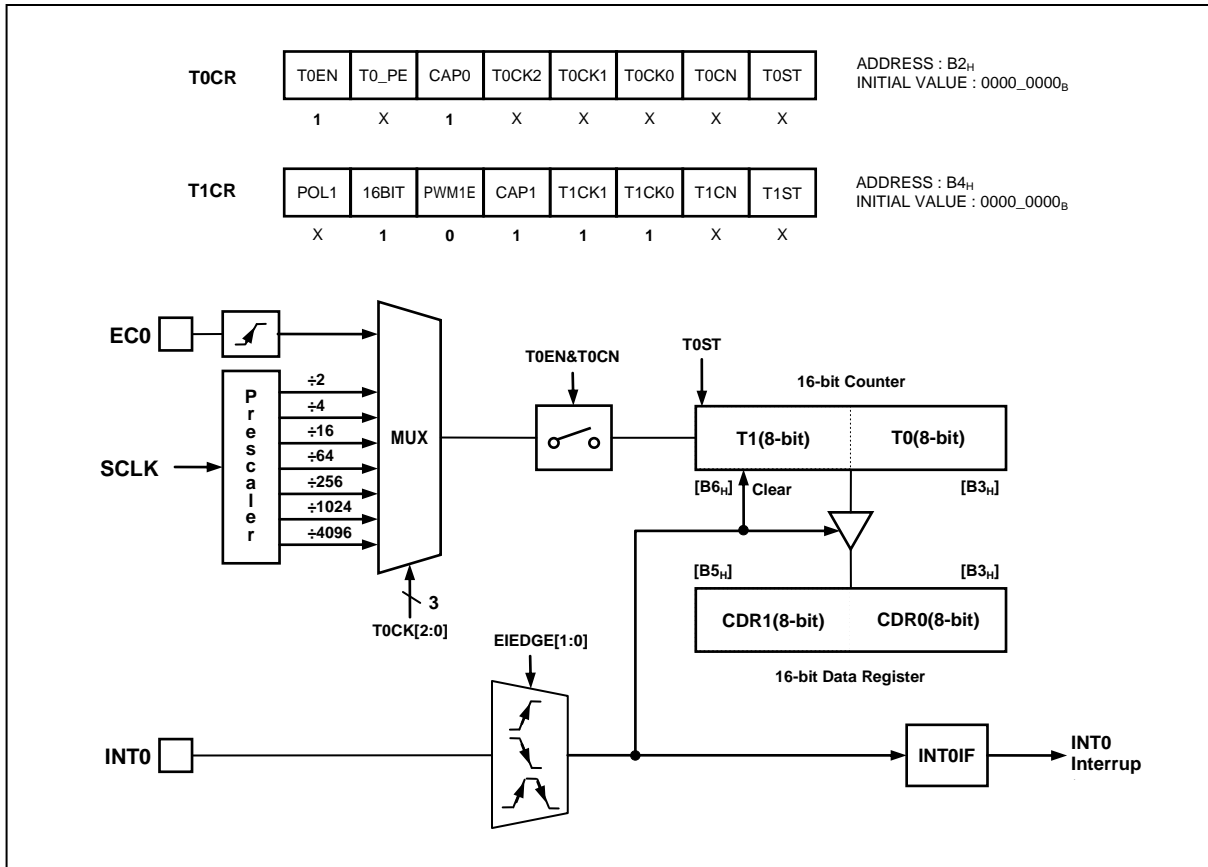 T0CR T0EN T0_PE CAP0 T0CK2 T0CK1 T0CK0 T0CN T0ST
ADDRESS : B2H
INITIAL VALUE : 0000_0000B
1 X 1 X X X X X
T1CR POL1 16BIT PWM1E CAP1 T1CK1 T1CK0 T1CN T1ST
ADDRESS : B4H
INITIAL VALUE : 0000_0000B
X 1 0 1 1 1 X X
EC0
SCLK
Prescaler
÷2
÷4
÷16
÷64
÷256
÷1024
÷4096
MUX
3
T0CK[2:0]
T0EN&T0CN
T0ST
16-bit Counter
T1(8-bit) T0(8-bit)
[B6H] Clear [B3H]
[B5H] [B3H]
CDR1(8-bit) CDR0(8-bit)
16-bit Data Register
EIEDGE[1:0]
INT0
INT0IF
INT0
Interrup